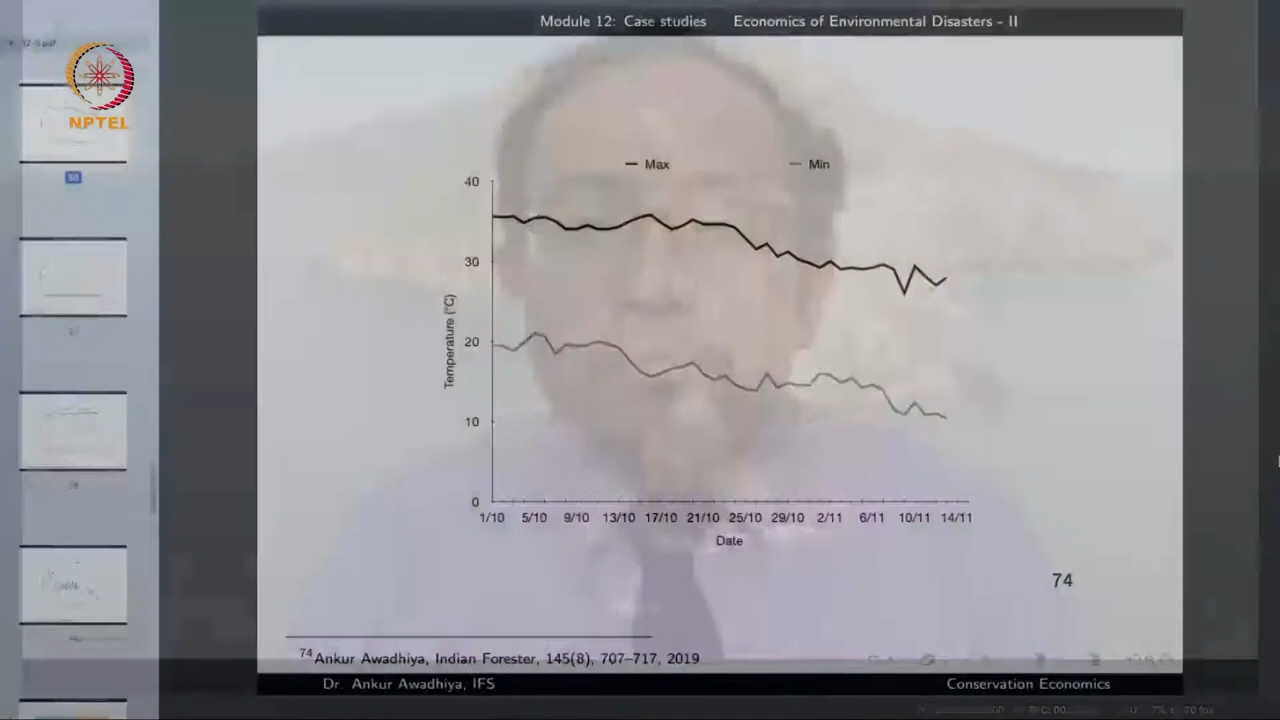 Module 12: Case studies Economics of Environmental Disasters - II
12-5.pdf
NPTEL
Max Min
40
30
20
10
0
Temperature (°C)
1/10 5/10 9/10 13/10 17/10 21/10 25/10 29/10 2/11 6/11 10/11 14/11
Date
74
74 Ankur Awadhiya, Indian Forester, 145(8), 707–717, 2019
Dr. Ankur Awadhiya, IFS Conservation Economics